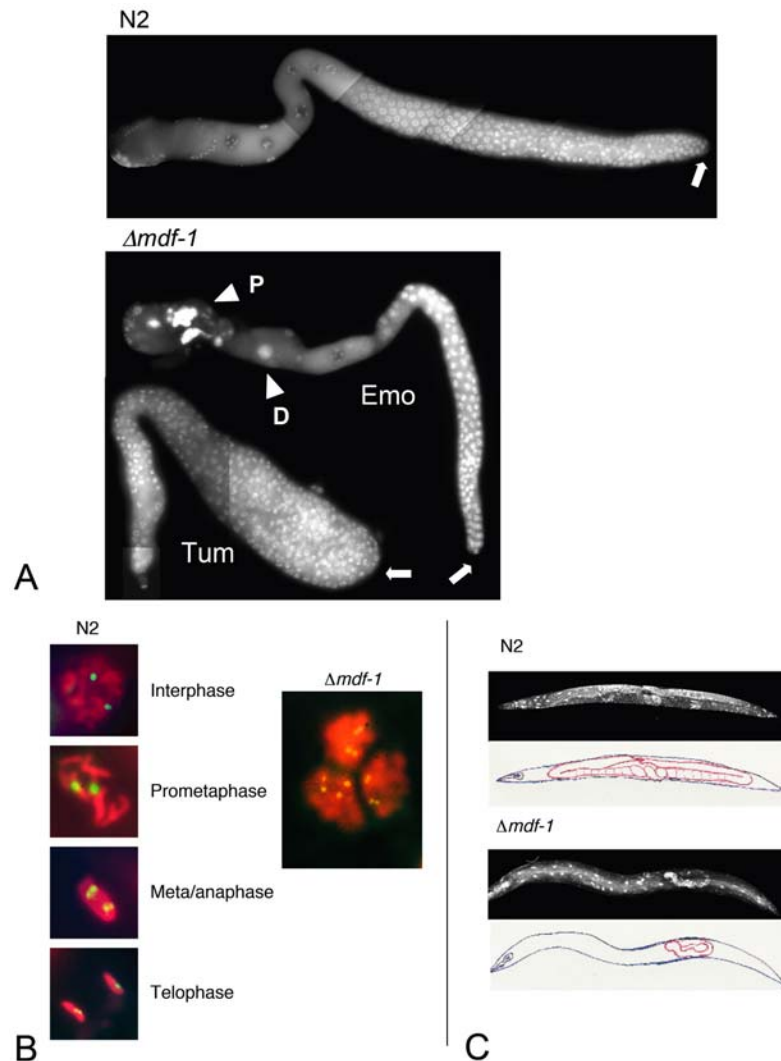 N2
Δmdf-1
P
D
Emo
Tum
A
N2
Interphase
Prometaphase
Meta/anaphase
Telophase
Δmdf-1
B
N2
Δmdf-1
C